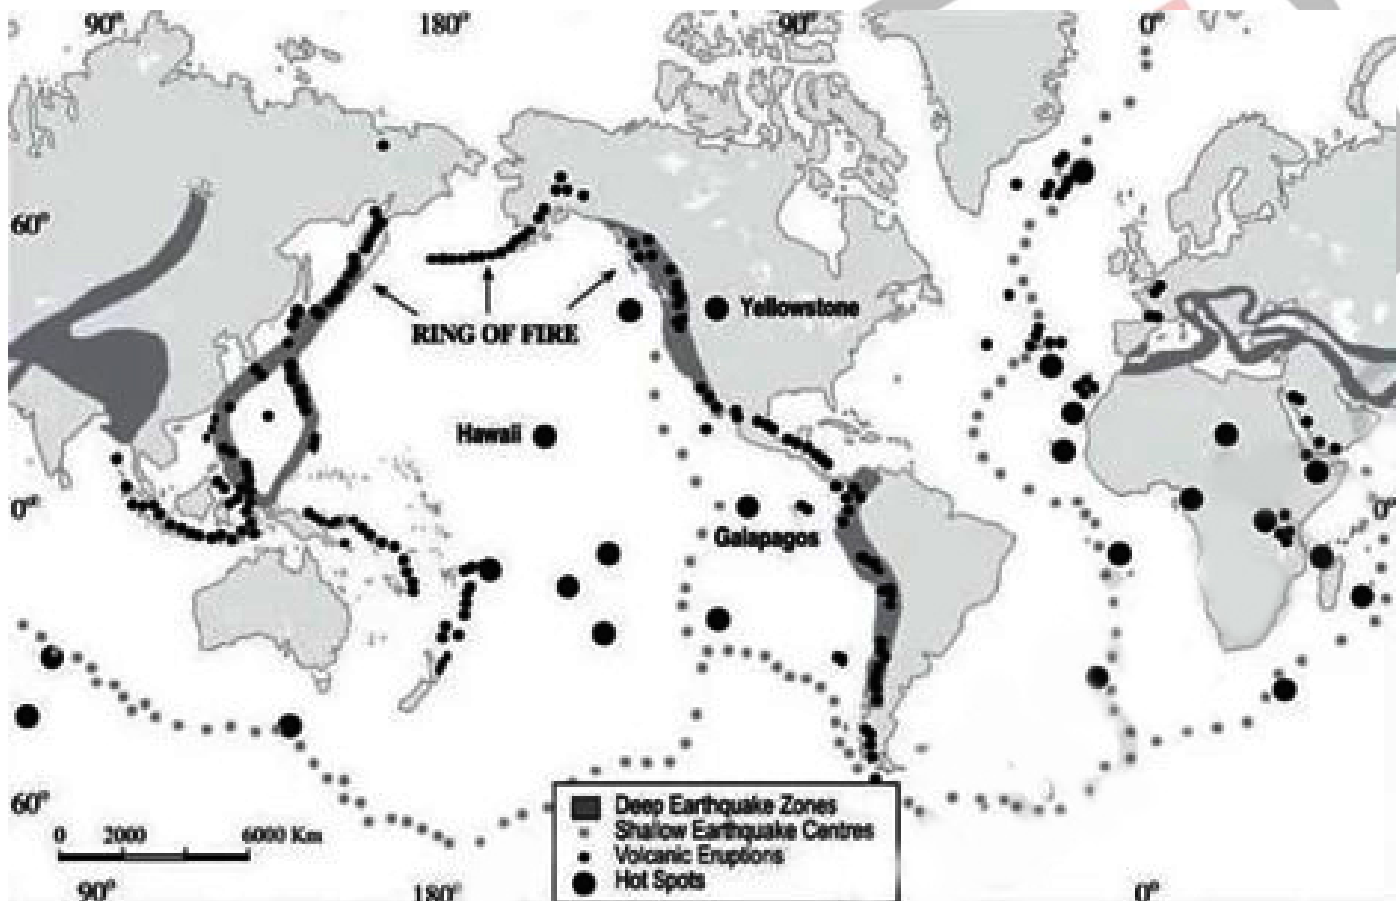 90° 180° 90° 0°
60°
Yellowstone
RING OF FIRE
Hawaii
0° 0°
Galapagos
60°
Deep Earthquake Zones
Shallow Earthquake Centres
Volcanic Eruptions
Hot Spots
0 2000 6000 Km
90° 180° 0°